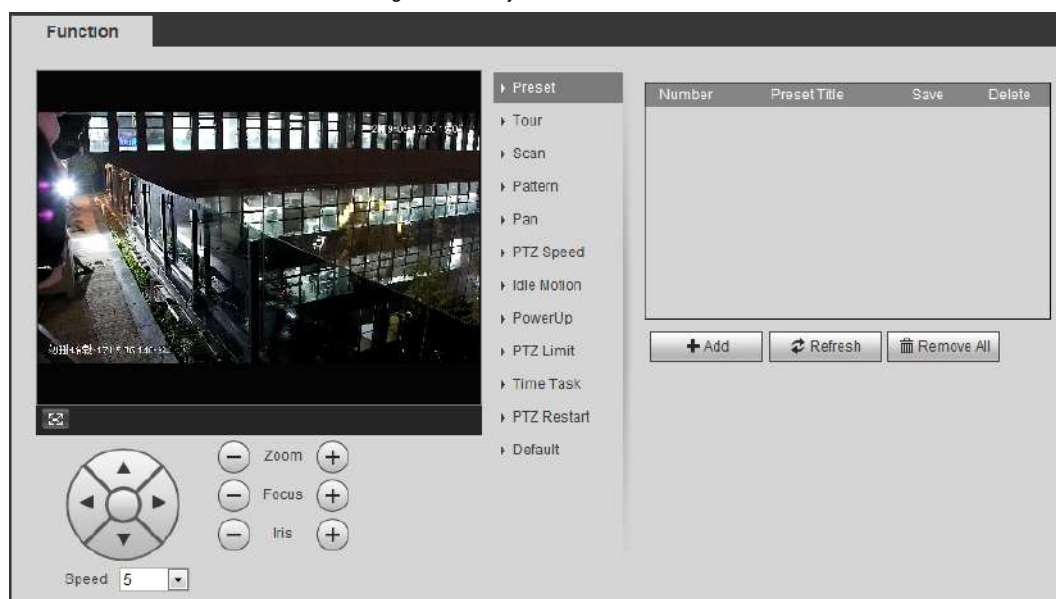 Function
Preset
Tour
Scan
Pattern
Pan
PTZ Speed
Idle Motion
PowerUp
PTZ Limit
Time Task
PTZ Restart
Default
Number Preset Title Save Delete
Add Refresh Remove All
Zoom
Focus
Iris
Speed 5